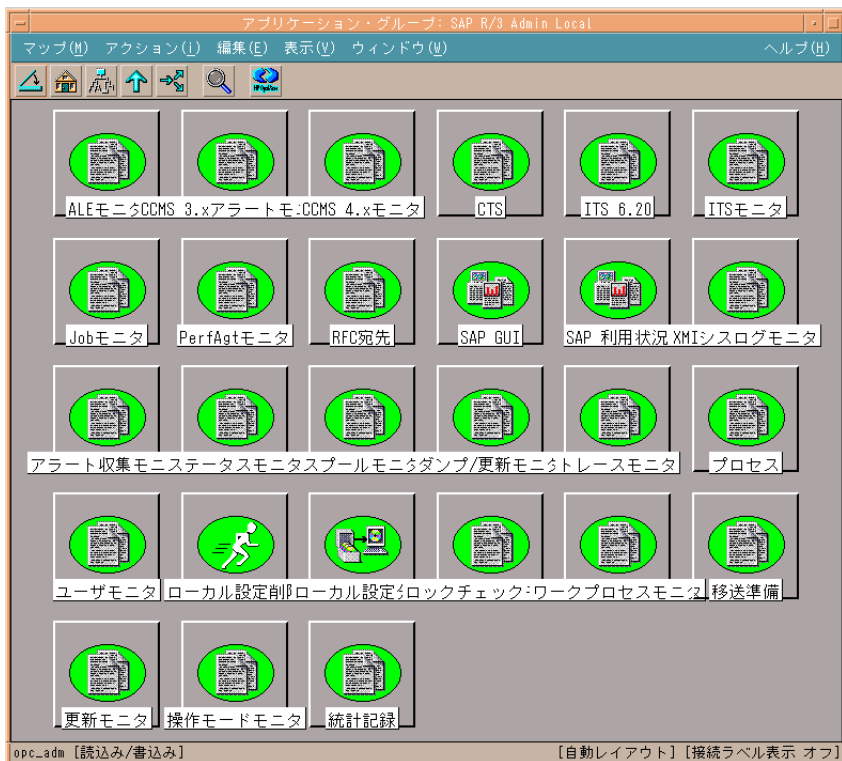 アプリケーション・グループ: SAP R/3 Admin Local
マップ(M) アクション(i) 編集(E) 表示(V) ウィンドウ(W) ヘルプ(H)
ALEモニタ CCMS 3.xアラートモ CCMS 4.xモニタ CTS ITS 6.20 ITSモニタ
Jobモニタ PerfAgtモニタ RFC宛先 SAP GUI SAP 利用状況 XMIシスログモニタ
アラート収集モニ ステータスモニタ スプールモニタ ダンプ/更新モニタ トレースモニタ プロセス
ユーザモニタ ローカル設定削 ローカル設定 ロックチェック ワークプロセスモニタ 移送準備
更新モニタ 操作モードモニタ 統計記録
opc_adm [読込み/書込み] [自動レイアウト] [接続ラベル表示 オフ]